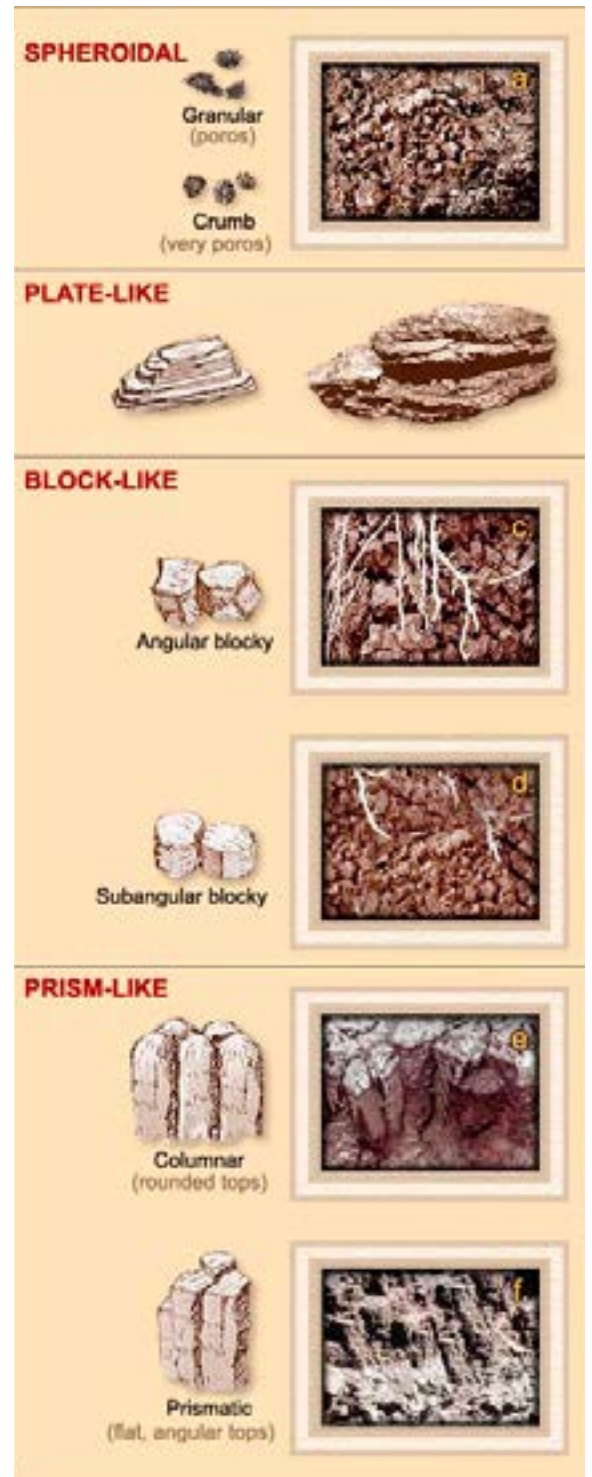 SPHEROIDAL
a.
Granular
(poros)
Crumb
(very poros)
PLATE-LIKE
BLOCK-LIKE
c.
Angular blocky
d.
Subangular blocky
PRISM-LIKE
e
Columnar
(rounded tops)
f.
Prismatic
(flat, angular tops)